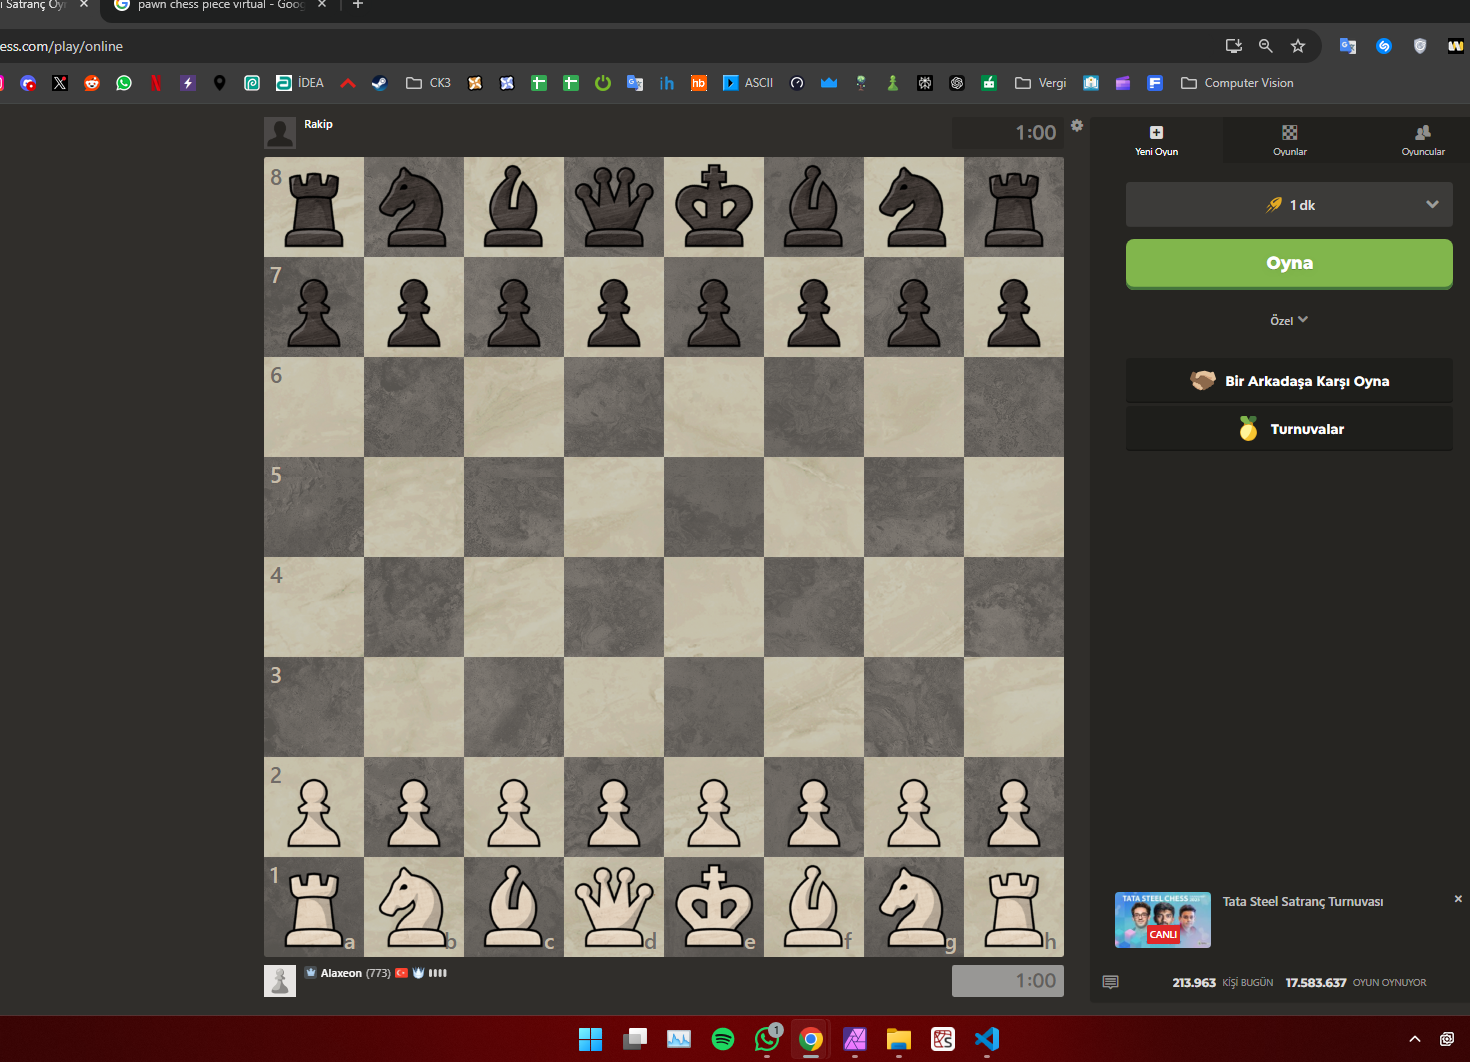 i Satranç Oyn
pawn chess piece virtual - Goog
ess.com/play/online
İDEA
CK3
ih
hb
ASCII
Vergi
Computer Vision
Rakip
1:00
Yeni Oyun
Oyunlar
Oyuncular
1 dk
Oyna
Özel
Bir Arkadaşa Karşı Oyna
Turnuvalar
8
7
6
5
4
3
2
1
a b c d e f g h
TATA STEEL CHESS
CANLI
Tata Steel Satranç Turnuvası
Alaxeon (773)
1:00
213.963 KİŞİ BUGÜN 17.583.637 OYUN OYNUYOR
1